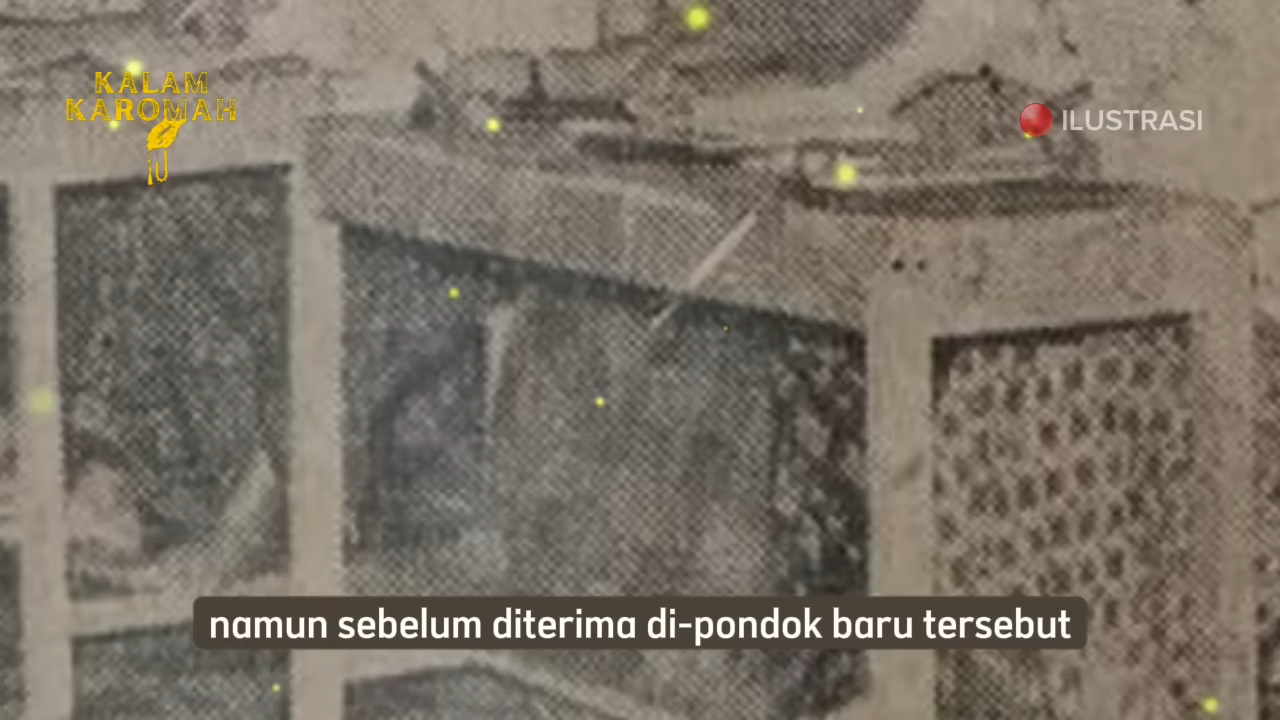 KALAM
KAROMAH
ILUSTRASI
namun sebelum diterima di-pondok baru tersebut